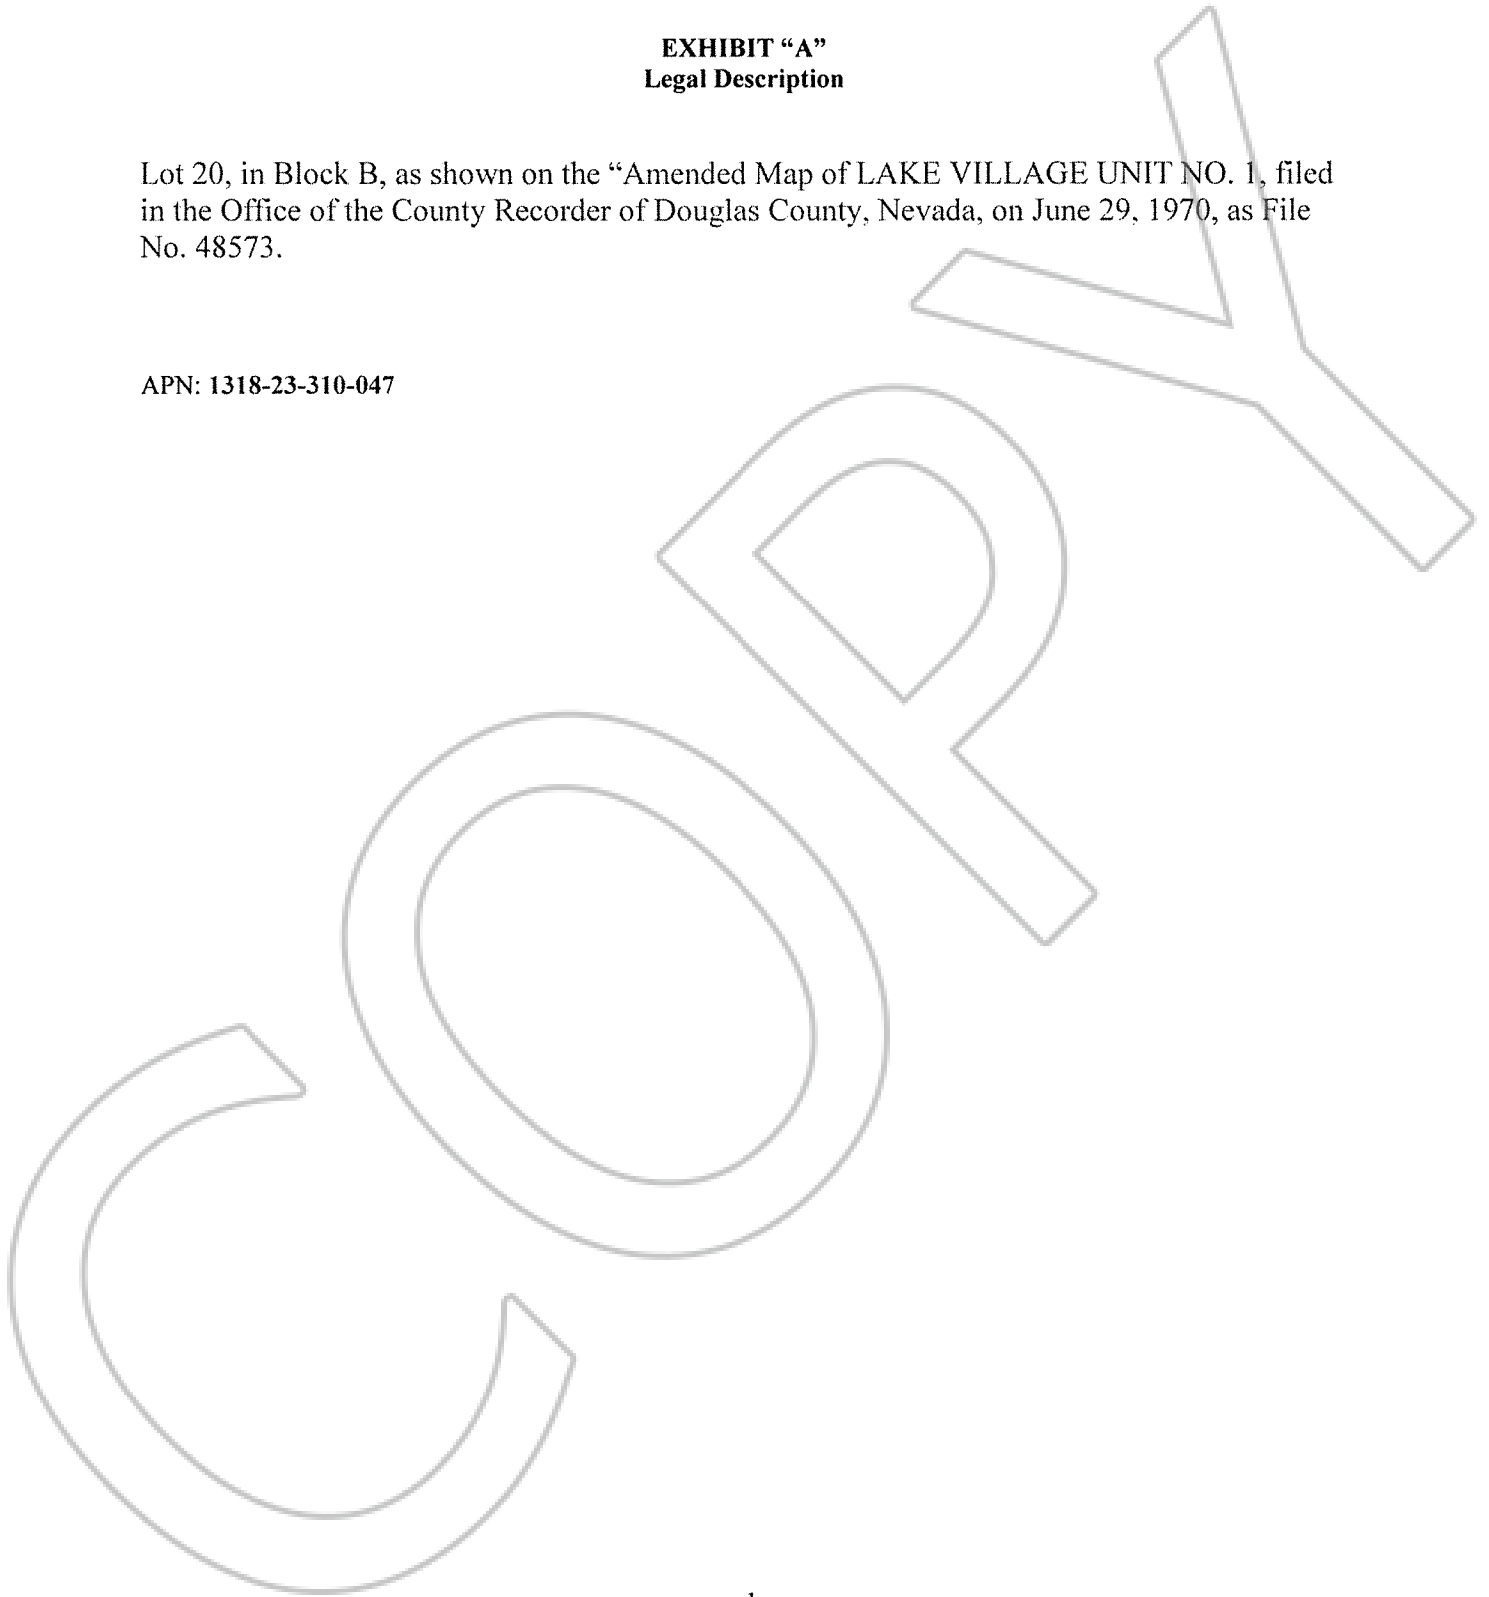 EXHIBIT “A”
Legal Description
Lot 20, in Block B, as shown on the “Amended Map of LAKE VILLAGE UNIT NO. 1, filed
in the Office of the County Recorder of Douglas County, Nevada, on June 29, 1970, as File
No. 48573.
APN: 1318-23-310-047
COPY